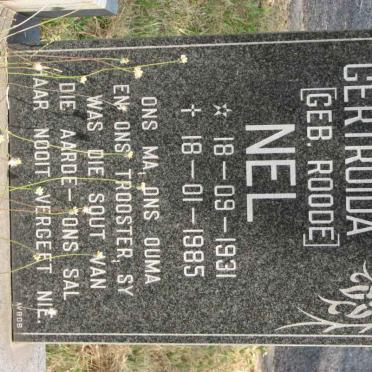 GERTRUIDA
[GEB. ROODE]
NEL
☆ 18-09-1931
✝ 18-01-1985
ONS MA, ONS OUMA
EN ONS TROOSTER, SY
WAS DIE SOUT VAN
DIE AARDE-ONS SAL
HAAR NOOIT VERGEET NIE.
AVBOB